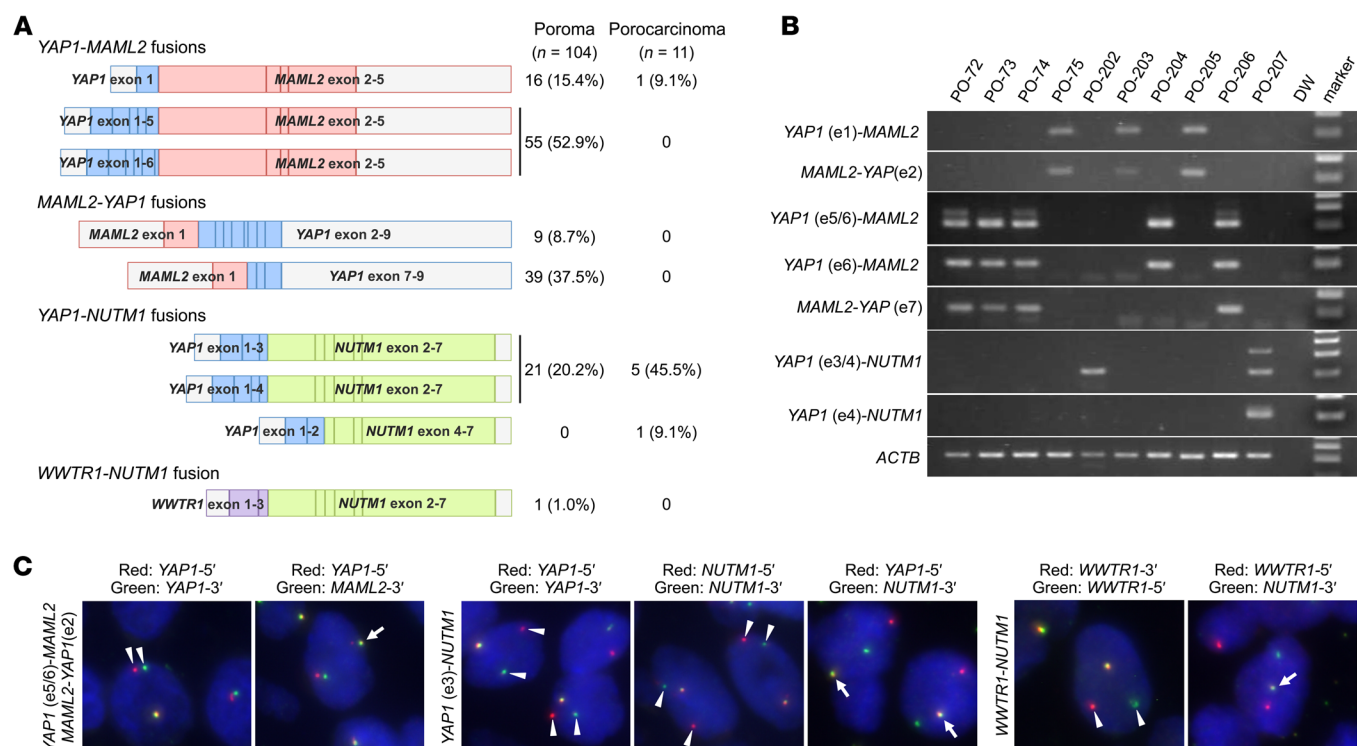 A
Poroma Porocarcinoma
(n = 104) (n = 11)
YAP1-MAML2 fusions
YAP1 exon 1 MAML2 exon 2-5 16 (15.4%) 1 (9.1%)
YAP1 exon 1-5 MAML2 exon 2-5
55 (52.9%) 0
YAP1 exon 1-6 MAML2 exon 2-5
MAML2-YAP1 fusions
MAML2 exon 1 YAP1 exon 2-9 9 (8.7%) 0
MAML2 exon 1 YAP1 exon 7-9 39 (37.5%) 0
YAP1-NUTM1 fusions
YAP1 exon 1-3 NUTM1 exon 2-7
21 (20.2%) 5 (45.5%)
YAP1 exon 1-4 NUTM1 exon 2-7
YAP1 exon 1-2 NUTM1 exon 4-7 0 1 (9.1%)
WWTR1-NUTM1 fusion
WWTR1 exon 1-3 NUTM1 exon 2-7 1 (1.0%) 0
B
PO-72 PO-73 PO-74 PO-75 PO-202 PO-203 PO-204 PO-205 PO-206 PO-207 DW marker
YAP1 (e1)-MAML2
MAML2-YAP(e2)
YAP1 (e5/6)-MAML2
YAP1 (e6)-MAML2
MAML2-YAP (e7)
YAP1 (e3/4)-NUTM1
YAP1 (e4)-NUTM1
ACTB
C
YAP1 (e5/6)-MAML2
MAML2-YAP1(e2)
Red: YAP1-5′
Green: YAP1-3′
Red: YAP1-5′
Green: MAML2-3′
YAP1 (e3)-NUTM1
Red: YAP1-5′
Green: YAP1-3′
Red: NUTM1-5′
Green: NUTM1-3′
Red: YAP1-5′
Green: NUTM1-3′
WWTR1-NUTM1
Red: WWTR1-3′
Green: WWTR1-5′
Red: WWTR1-5′
Green: NUTM1-3′